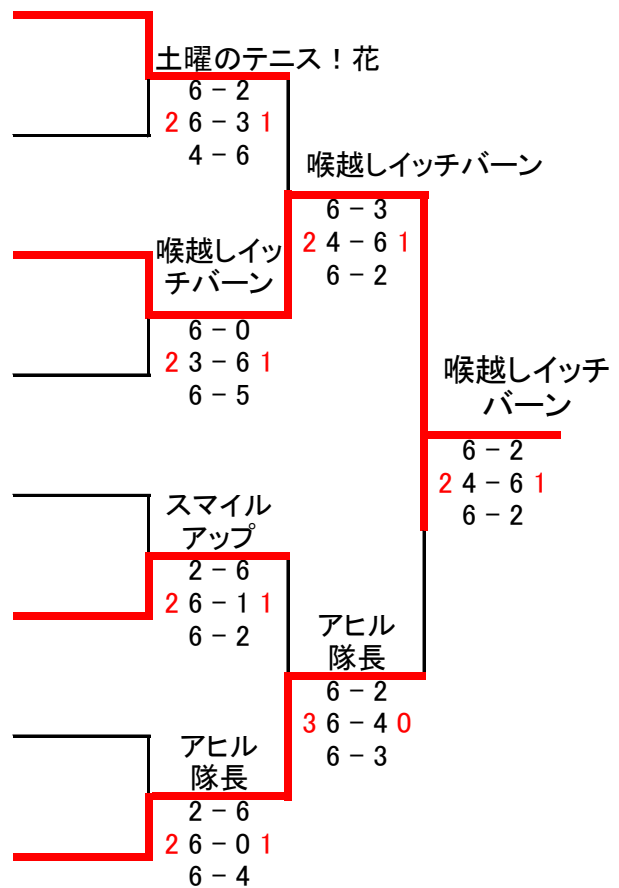 土曜のテニス！花
6 − 2
2 6 − 3 1
4 − 6
喉越しイッチバーン
6 − 3
2 4 − 6 1
6 − 2
喉越しイッ
チバーン
6 − 0
2 3 − 6 1
6 − 5
喉越しイッチ
バーン
6 − 2
2 4 − 6 1
6 − 2
スマイル
アップ
2 − 6
2 6 − 1 1
6 − 2
アヒル
隊長
6 − 2
3 6 − 4 0
6 − 3
アヒル
隊長
2 − 6
2 6 − 0 1
6 − 4